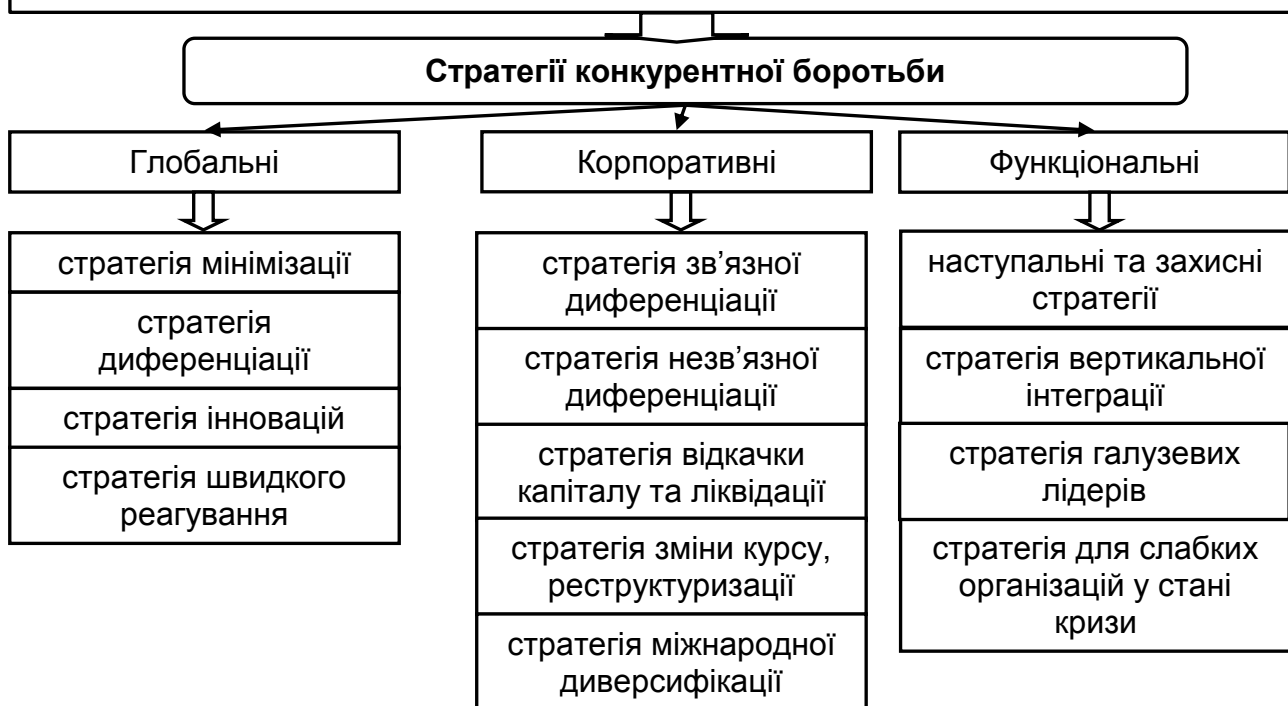 Стратегії конкурентної боротьби
Глобальні
Корпоративні
Функціональні
стратегія мінімізації
стратегія
диференціації
стратегія інновацій
стратегія швидкого
реагування
стратегія зв’язної
диференціації
стратегія незв’язної
диференціації
стратегія відкачки
капіталу та ліквідації
стратегія зміни курсу,
реструктуризації
стратегія міжнародної
диверсифікації
наступальні та захисні
стратегії
стратегія вертикальної
інтеграції
стратегія галузевих
лідерів
стратегія для слабких
організацій у стані
кризи